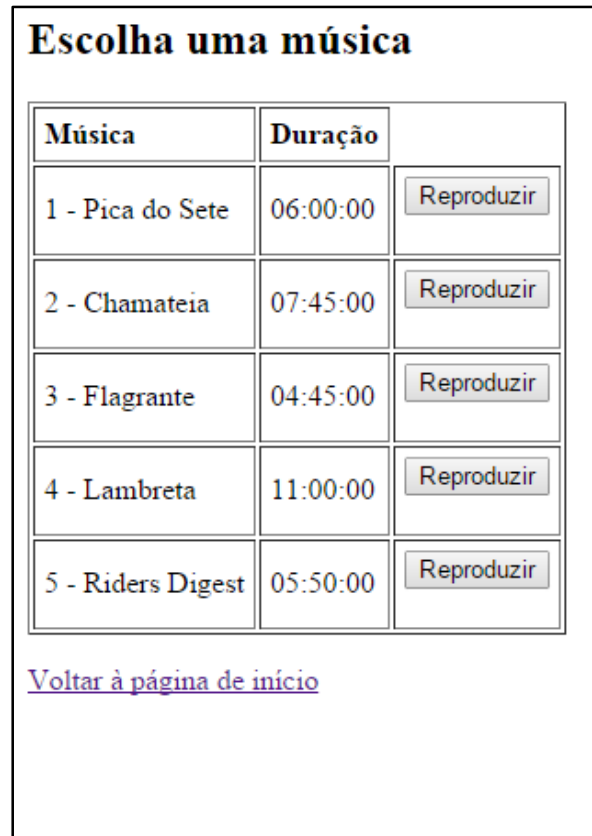 Escolha uma música
Música Duração
1 - Pica do Sete 06:00:00 Reproduzir
2 - Chamateia 07:45:00 Reproduzir
3 - Flagrante 04:45:00 Reproduzir
4 - Lambreta 11:00:00 Reproduzir
5 - Riders Digest 05:50:00 Reproduzir
Voltar à página de início